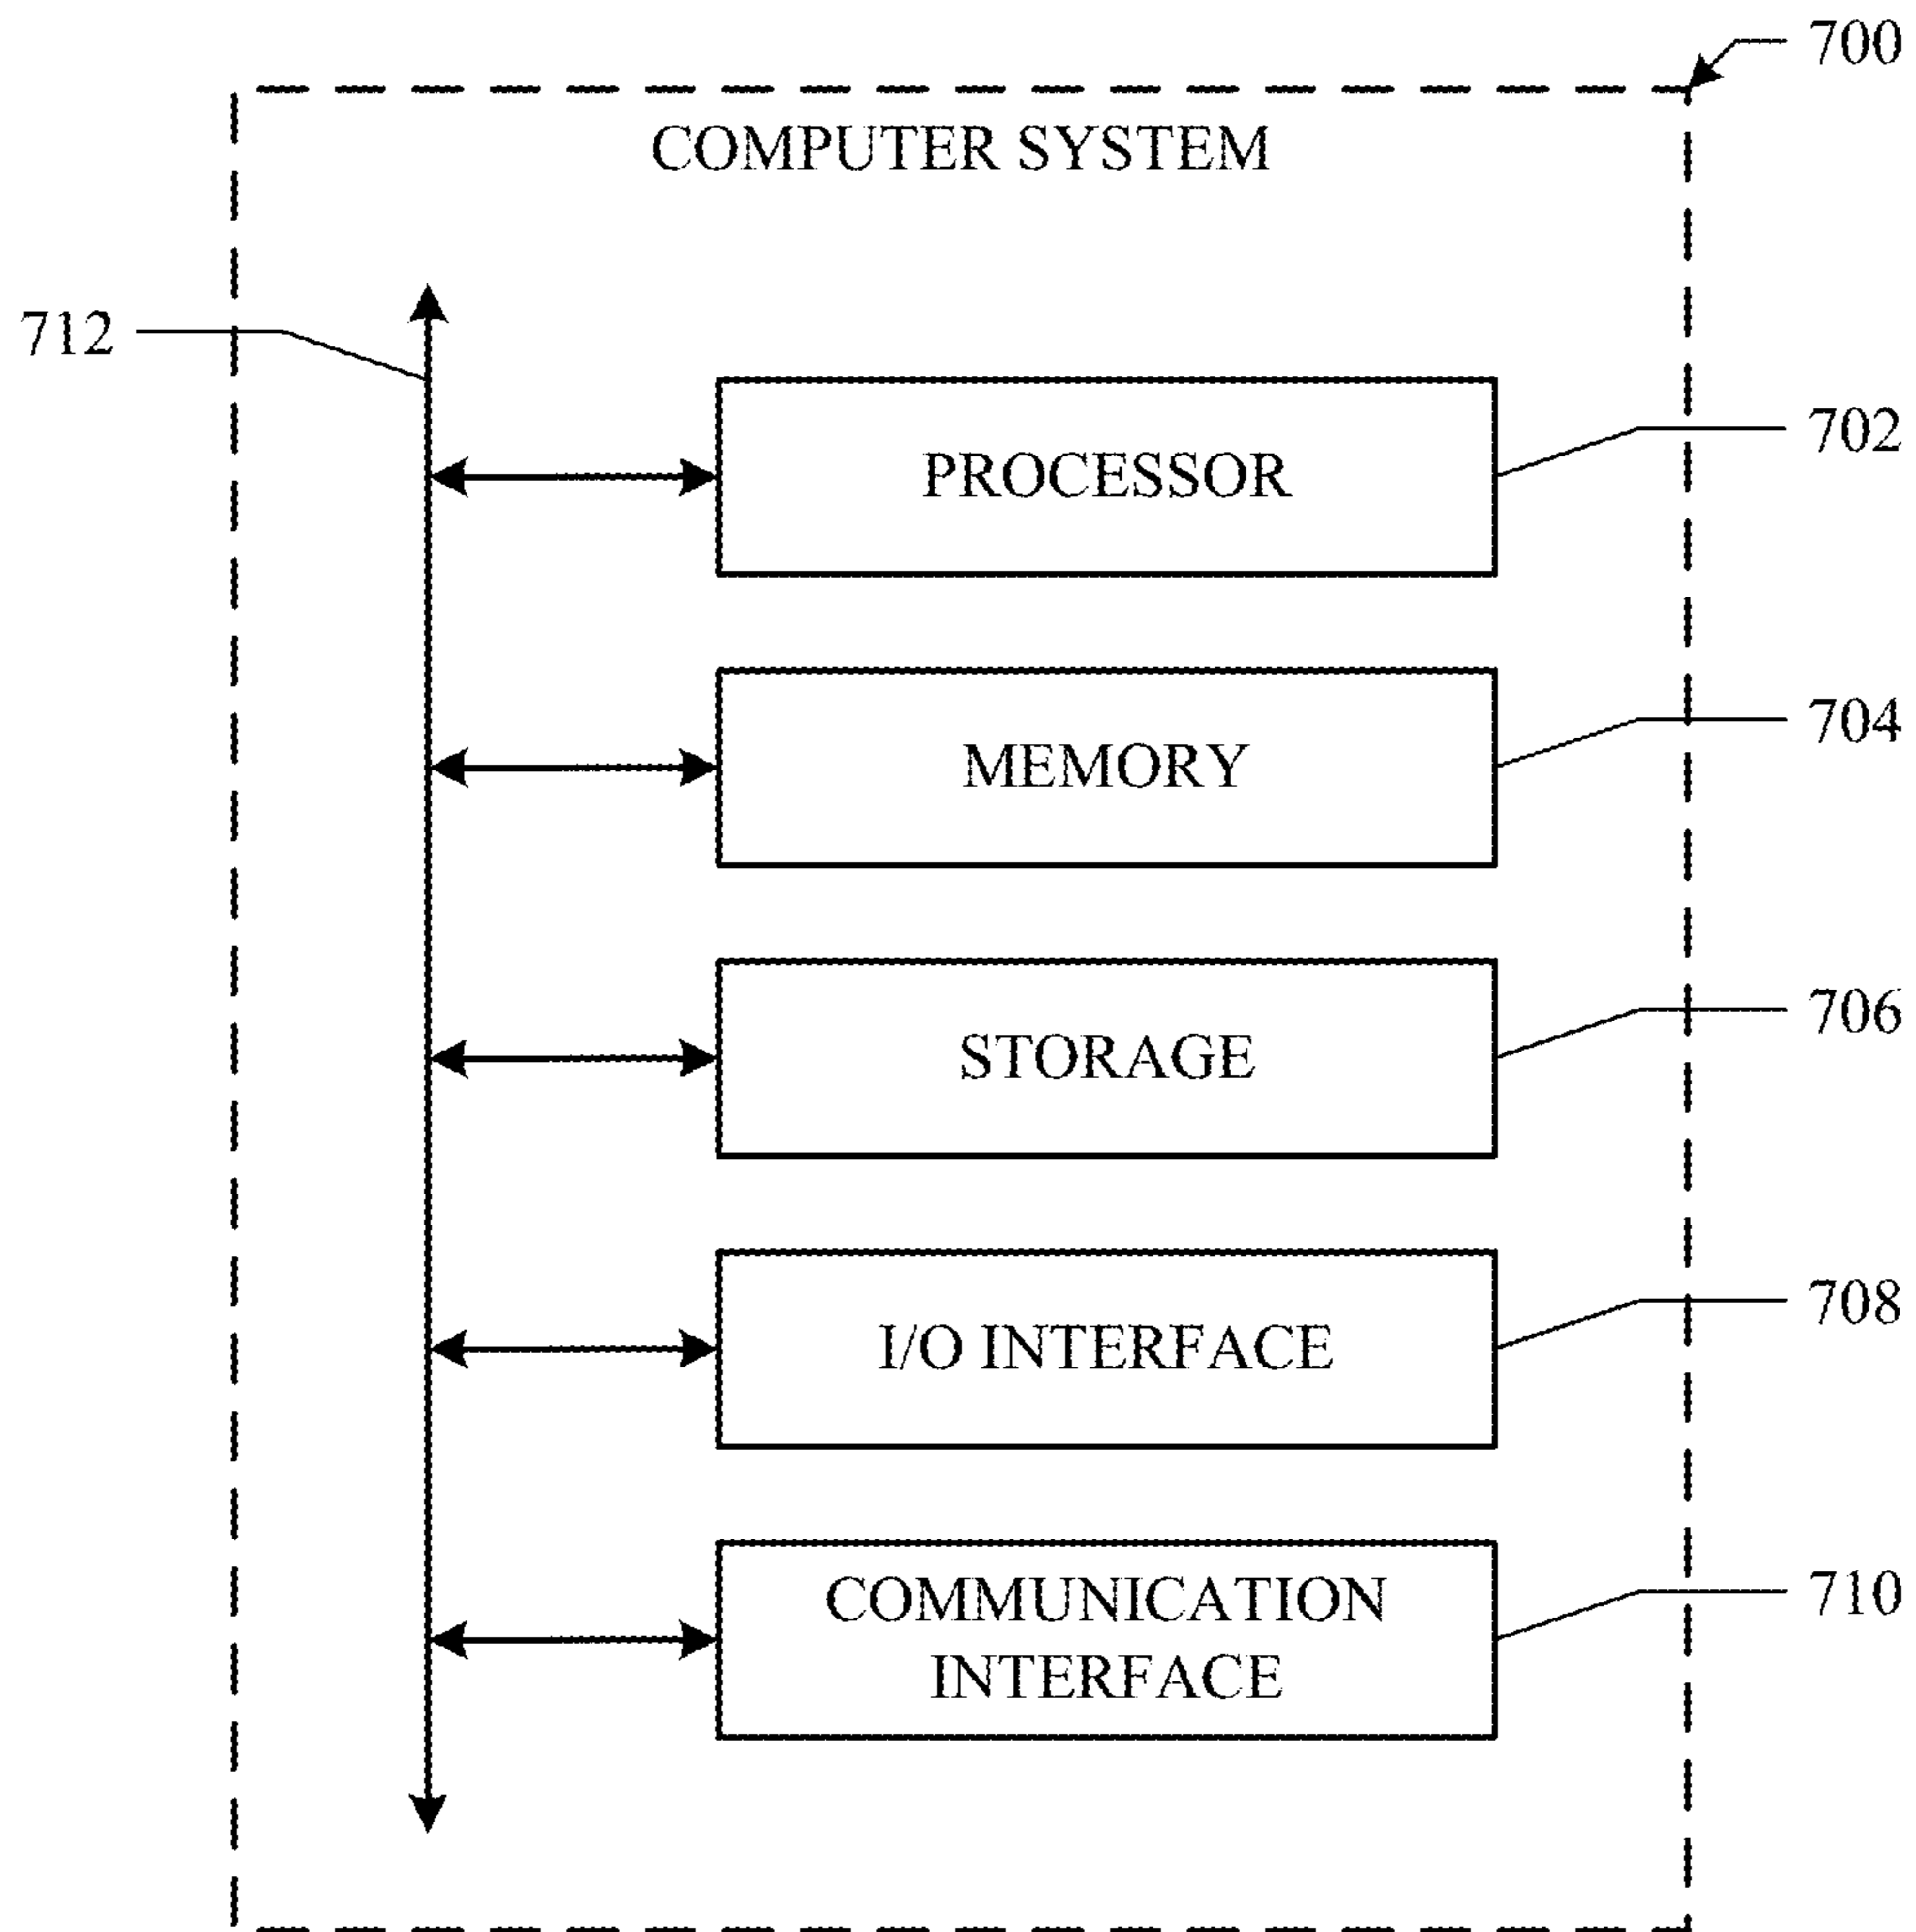 700
COMPUTER SYSTEM
712
PROCESSOR
702
MEMORY
704
STORAGE
706
I/O INTERFACE
708
COMMUNICATION
INTERFACE
710